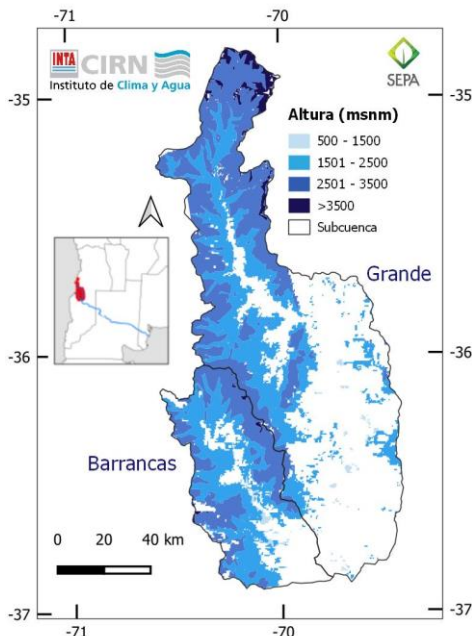 -71
-70
INTA CIRN
Instituto de Clima y Agua
SEPA
-35
-35
Altura (msnm)
500 - 1500
1501 - 2500
2501 - 3500
>3500
Subcuenca
Grande
-36
-36
Barrancas
0 20 40 km
-37
-37
-71
-70